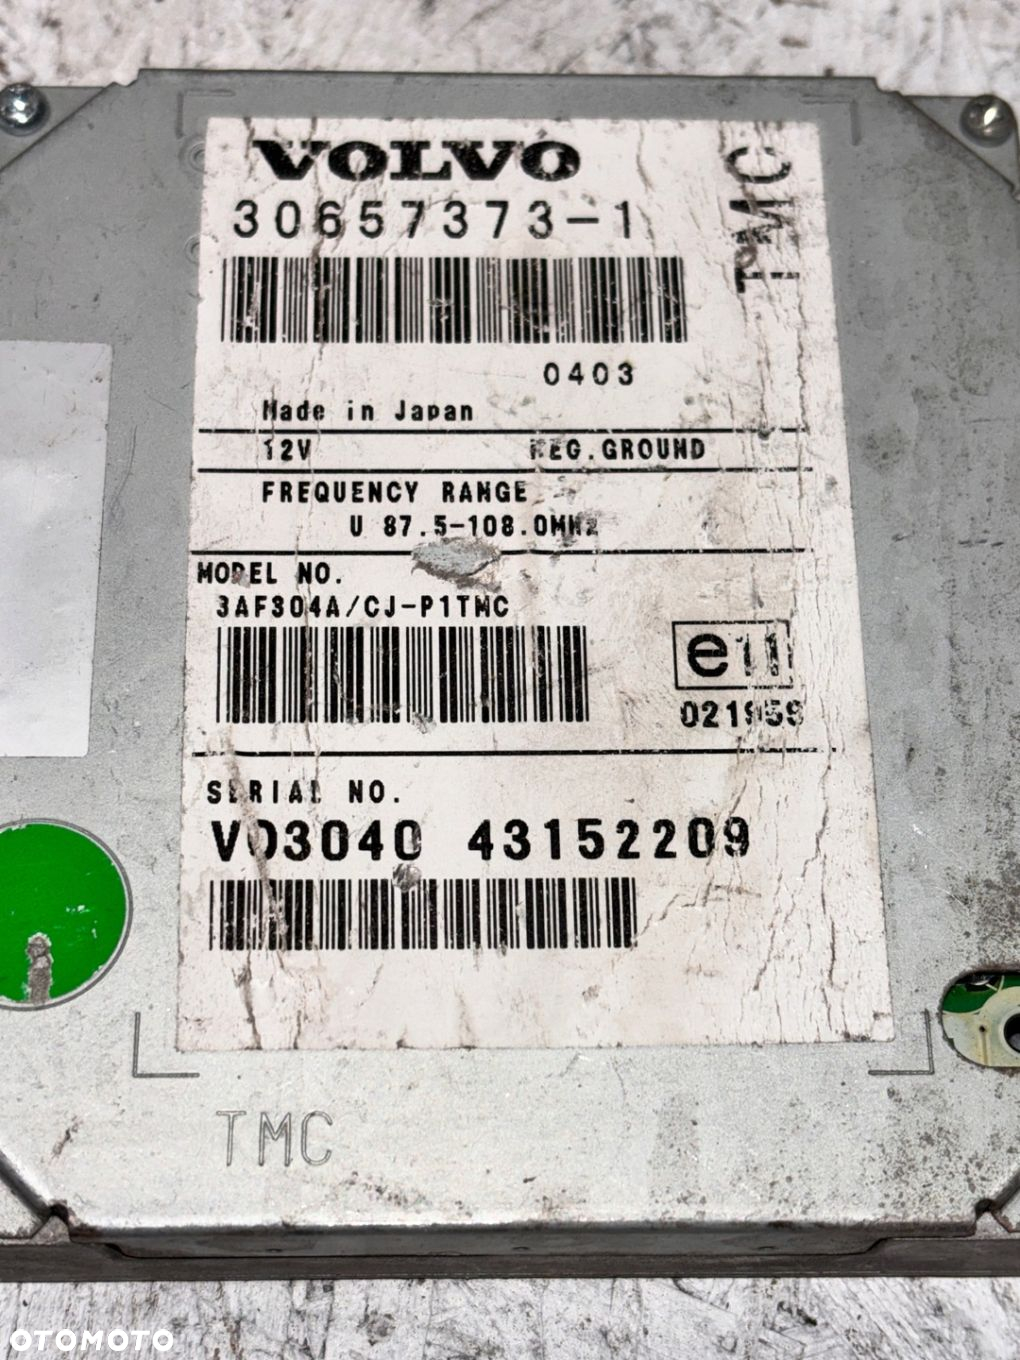 VOLVO
30657373-1
TMC
0403
Made in Japan
12V NEG.GROUND
FREQUENCY RANGE
U 87.5-108.0MHz
MODEL NO.
3AF304A/CJ-P1TMC
e11
021959
SERIAL NO.
VO3040 43152209
TMC
OTOMOTO